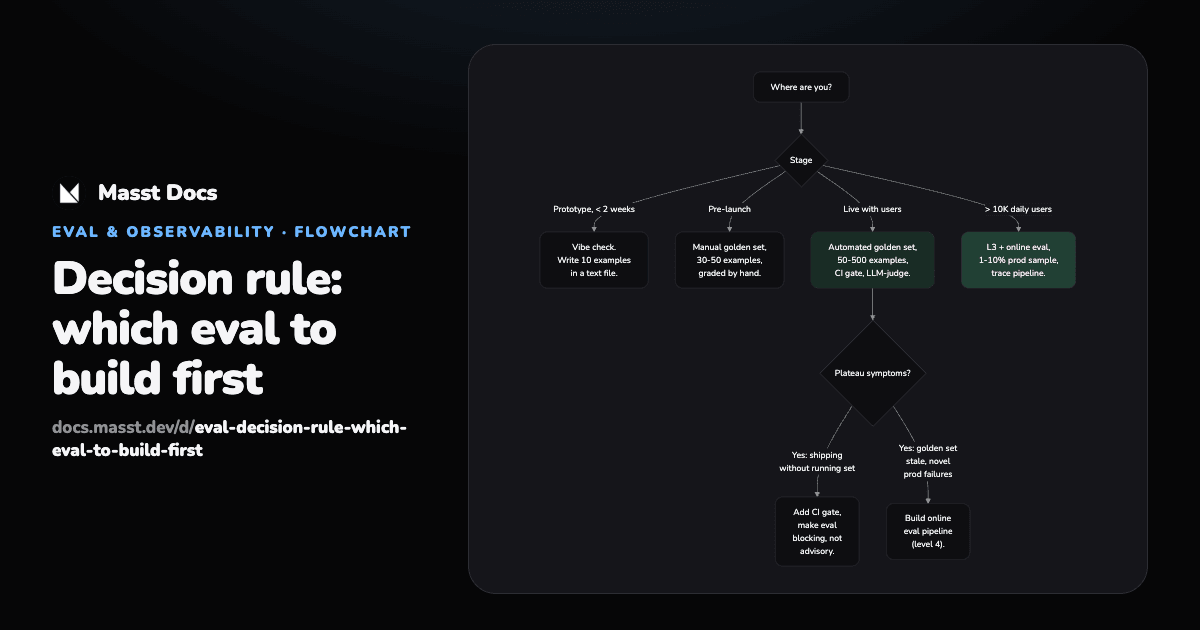 Masst Docs
EVAL & OBSERVABILITY · FLOWCHART
Decision rule:
which eval to
build first
docs.masst.dev/d/eval-decision-rule-which-
eval-to-build-first
Where are you?
Stage
Prototype, < 2 weeks
Pre-launch
Live with users
> 10K daily users
Vibe check.
Write 10 examples
in a text file.
Manual golden set,
30-50 examples,
graded by hand.
Automated golden set,
50-500 examples,
CI gate, LLM-judge.
L3 + online eval,
1-10% prod sample,
trace pipeline.
Plateau symptoms?
Yes: shipping
without running set
Yes: golden set
stale, novel
prod failures
Add CI gate,
make eval
blocking, not
advisory.
Build online
eval pipeline
(level 4).